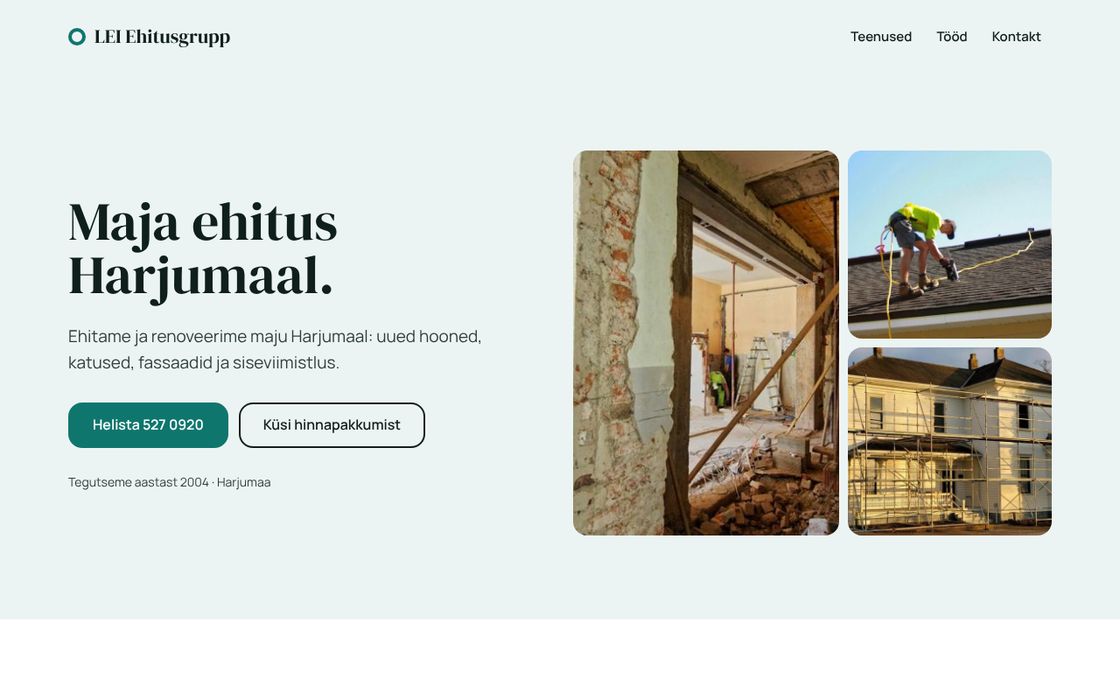 LEI Ehitusgrupp
Teenused
Tööd
Kontakt
Maja ehitus
Harjumaal.
Ehitame ja renoveerime maju Harjumaal: uued hooned,
katused, fassaadid ja siseviimistlus.
Helista 527 0920
Küsi hinnapakkumist
Tegutseme aastast 2004 · Harjumaa